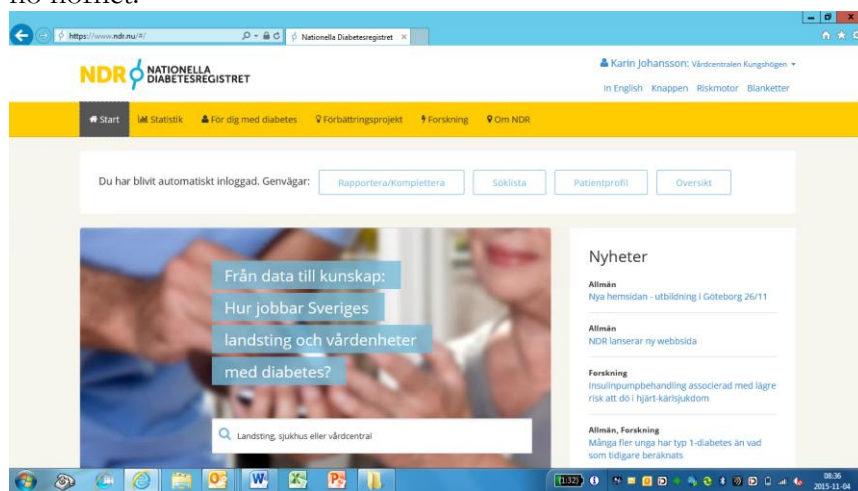 https://www.ndr.nu/#/
Nationella Diabetesregistret
NDR NATIONELLA
DIABETESREGISTRET
Karin Johansson: Vårdcentralen Kungshögen
In English Knappen Riskmotor Blanketter
Start Statistik För dig med diabetes Förbättringsprojekt Forskning Om NDR
Du har blivit automatiskt inloggad. Genvägar: Rapportera/Komplettera Söklista Patientprofil Översikt
Från data till kunskap:
Hur jobbar Sveriges
landsting och vårdenheter
med diabetes?
Landsting, sjukhus eller vårdcentral
Nyheter
Allmän
Nya hemsidan - utbildning i Göteborg 26/11
Allmän
NDR lanserar ny webbsida
Forskning
Insulinpumpbehandling associerad med lägre
risk att dö i hjärt-kärlsjukdom
Allmän, Forskning
Många fler unga har typ 1-diabetes än vad
som tidigare beräknats
(1:32)
08:36
2015-11-04